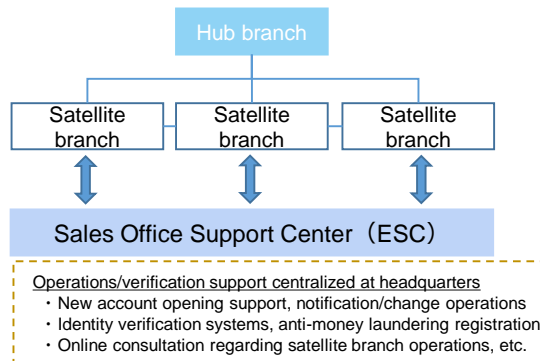 Hub branch
Satellite
branch
Satellite
branch
Satellite
branch
Sales Office Support Center（ESC）
Operations/verification support centralized at headquarters
・New account opening support, notification/change operations
・Identity verification systems, anti-money laundering registration
・Online consultation regarding satellite branch operations, etc.